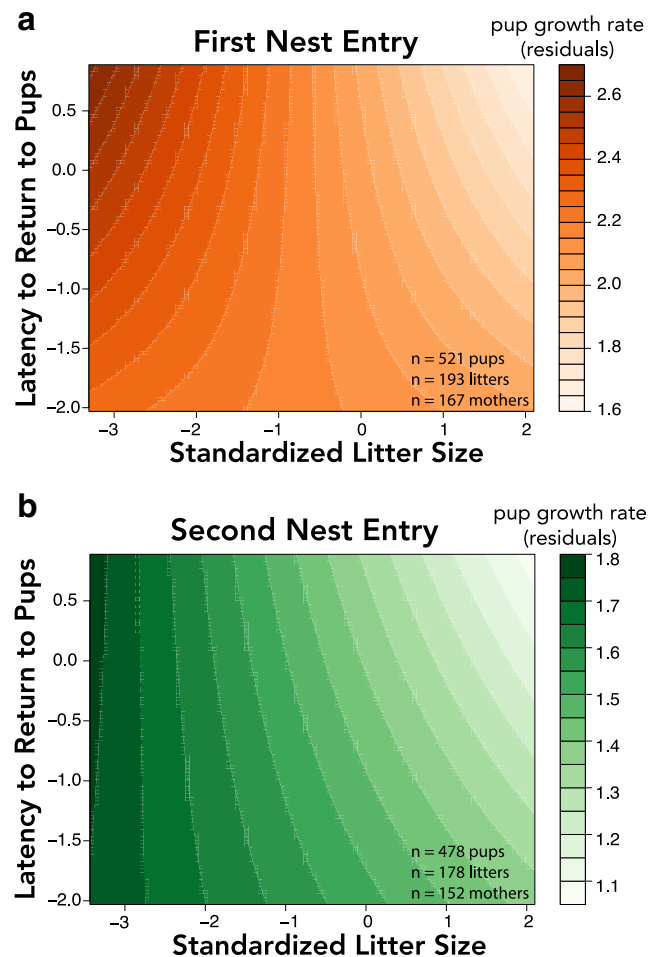 a
First Nest Entry
pup growth rate
(residuals)
Latency to Return to Pups
0.5
0.0
−0.5
−1.0
−1.5
−2.0
2.6
2.4
2.2
2.0
1.8
1.6
n = 521 pups
n = 193 litters
n = 167 mothers
−3
−2
−1
0
1
2
Standardized Litter Size
b
Second Nest Entry
pup growth rate
(residuals)
Latency to Return to Pups
0.5
0.0
−0.5
−1.0
−1.5
−2.0
1.8
1.7
1.6
1.5
1.4
1.3
1.2
1.1
n = 478 pups
n = 178 litters
n = 152 mothers
−3
−2
−1
0
1
2
Standardized Litter Size